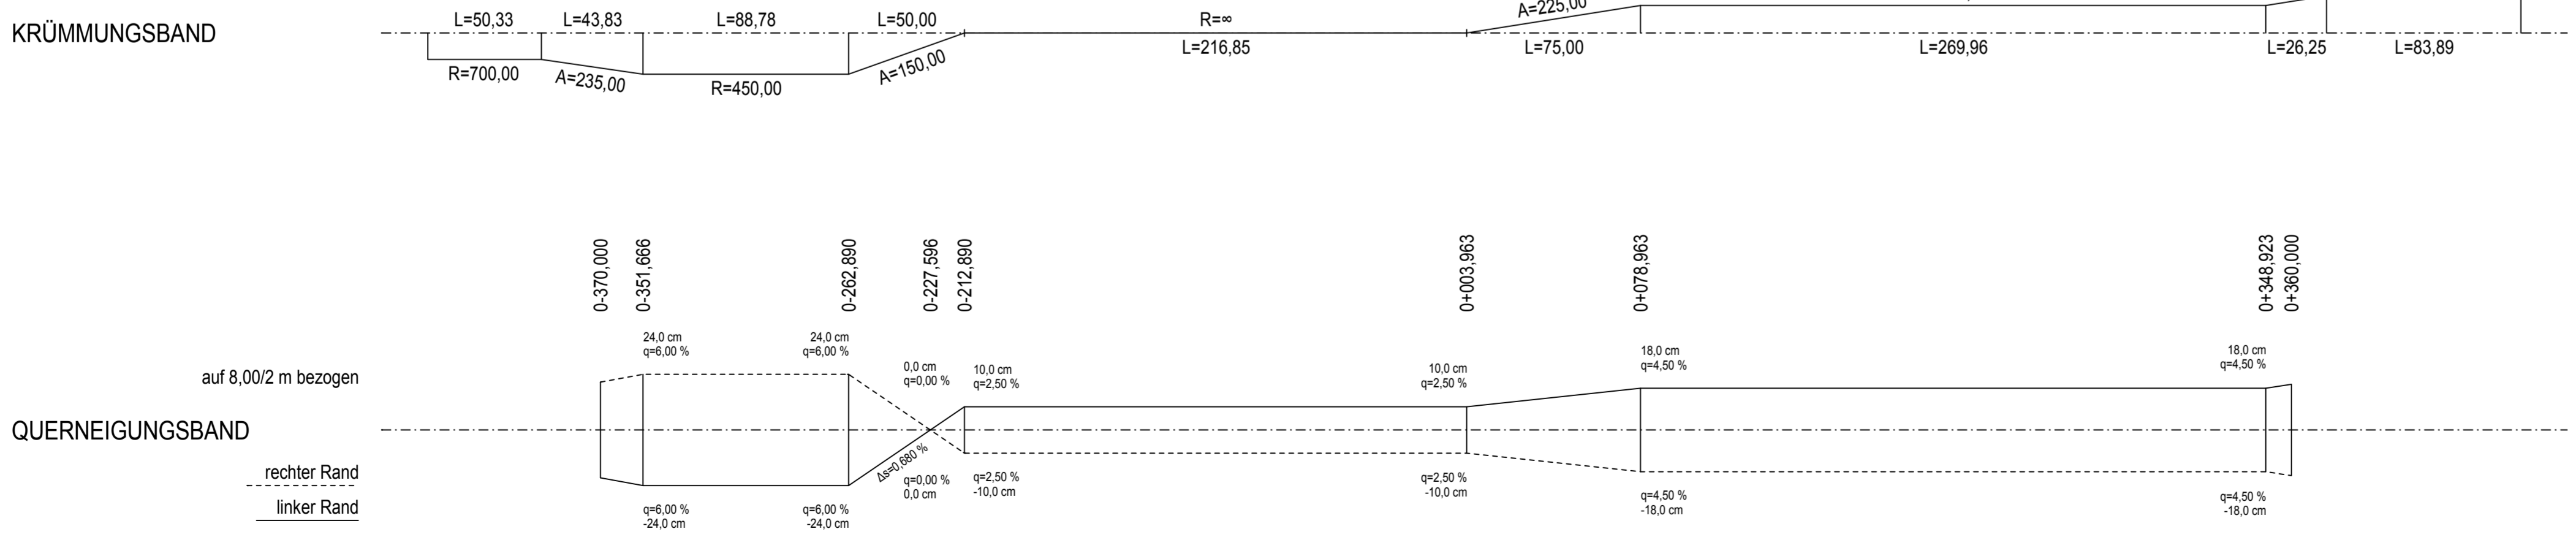 KRÜMMUNGSBAND
L=50,33
L=43,83
L=88,78
L=50,00
R=∞
A=225,00
R=700,00
A=235,00
R=450,00
A=150,00
L=216,85
L=75,00
L=269,96
L=26,25
L=83,89
0-370,000
0-351,666
0-262,890
0-227,596
0-212,890
0+003,963
0+078,963
0+348,923
0+360,000
24,0 cm
q=6,00 %
24,0 cm
q=6,00 %
0,0 cm
q=0,00 %
10,0 cm
q=2,50 %
10,0 cm
q=2,50 %
18,0 cm
q=4,50 %
18,0 cm
q=4,50 %
auf 8,00/2 m bezogen
QUERNEIGUNGSBAND
Δs=0,680 %
rechter Rand
linker Rand
q=6,00 %
-24,0 cm
q=6,00 %
-24,0 cm
q=0,00 %
0,0 cm
q=2,50 %
-10,0 cm
q=2,50 %
-10,0 cm
q=4,50 %
-18,0 cm
q=4,50 %
-18,0 cm